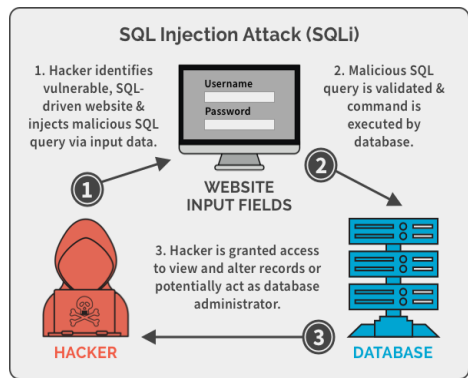 SQL Injection Attack (SQLi)
1. Hacker identifies
vulnerable, SQL-
driven website &
injects malicious SQL
query via input data.
Username
Password
2. Malicious SQL
query is validated &
command is
executed by
database.
1
WEBSITE
INPUT FIELDS
2
3. Hacker is granted access
to view and alter records or
potentially act as database
administrator.
3
HACKER
DATABASE